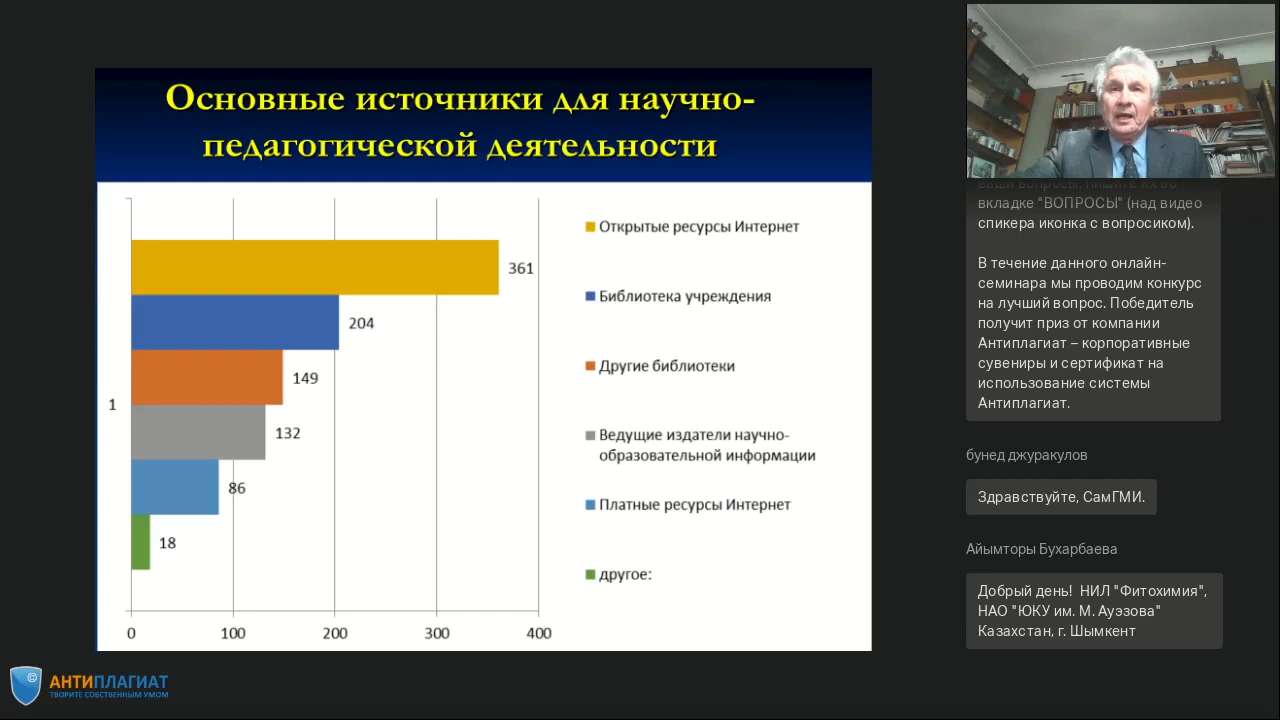 Основные источники для научно-
педагогической деятельности
361
204
149
1
132
86
18
0 100 200 300 400
Открытые ресурсы Интернет
Библиотека учреждения
Другие библиотеки
Ведущие издатели научно-
образовательной информации
Платные ресурсы Интернет
другое:
©
АНТИПЛАГИАТ
ТВОРИТЕ СОБСТВЕННЫМ УМОМ
вкладке "ВОПРОСЫ" (над видео
спикера иконка с вопросиком).
В течение данного онлайн-
семинара мы проводим конкурс
на лучший вопрос. Победитель
получит приз от компании
Антиплагиат – корпоративные
сувениры и сертификат на
использование системы
Антиплагиат.
бунед джуракулов
Здравствуйте, СамГМИ.
Айымторы Бухарбаева
Добрый день! НИЛ "Фитохимия",
НАО "ЮКУ им. М. Ауэзова"
Казахстан, г. Шымкент